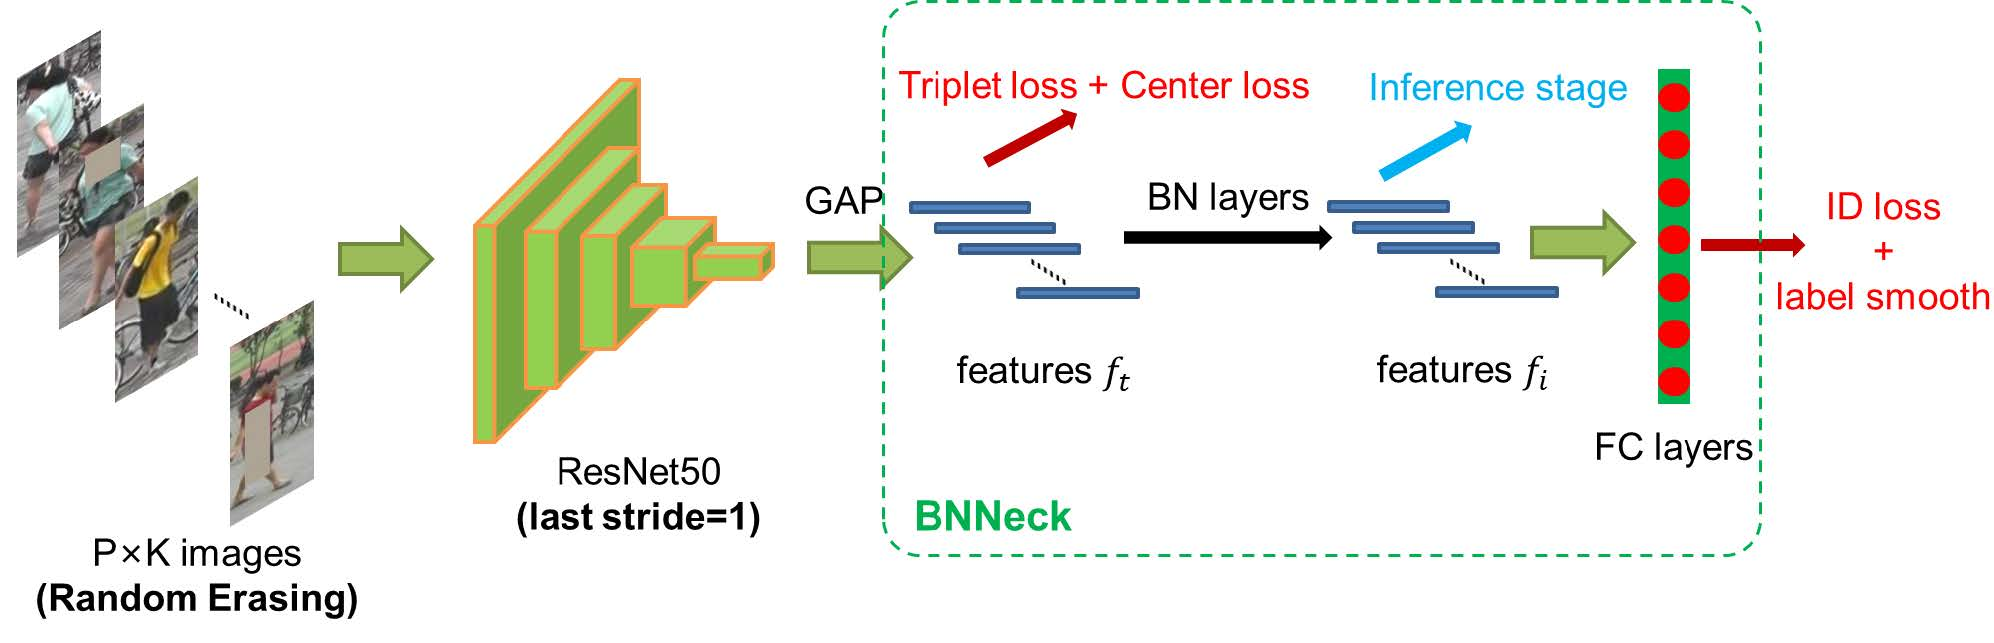 P×K images
(Random Erasing)
ResNet50
(last stride=1)
GAP
Triplet loss + Center loss
features f_t
BN layers
Inference stage
features f_i
FC layers
BNNeck
ID loss
+
label smooth